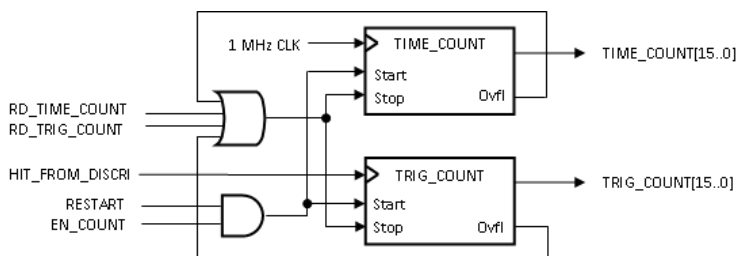 1 MHz CLK
TIME_COUNT
TIME_COUNT[15..0]
Start
Stop
Ovfl
RD_TIME_COUNT
RD_TRIG_COUNT
HIT_FROM_DISCRI
TRIG_COUNT
TRIG_COUNT[15..0]
RESTART
Start
EN_COUNT
Stop
Ovfl